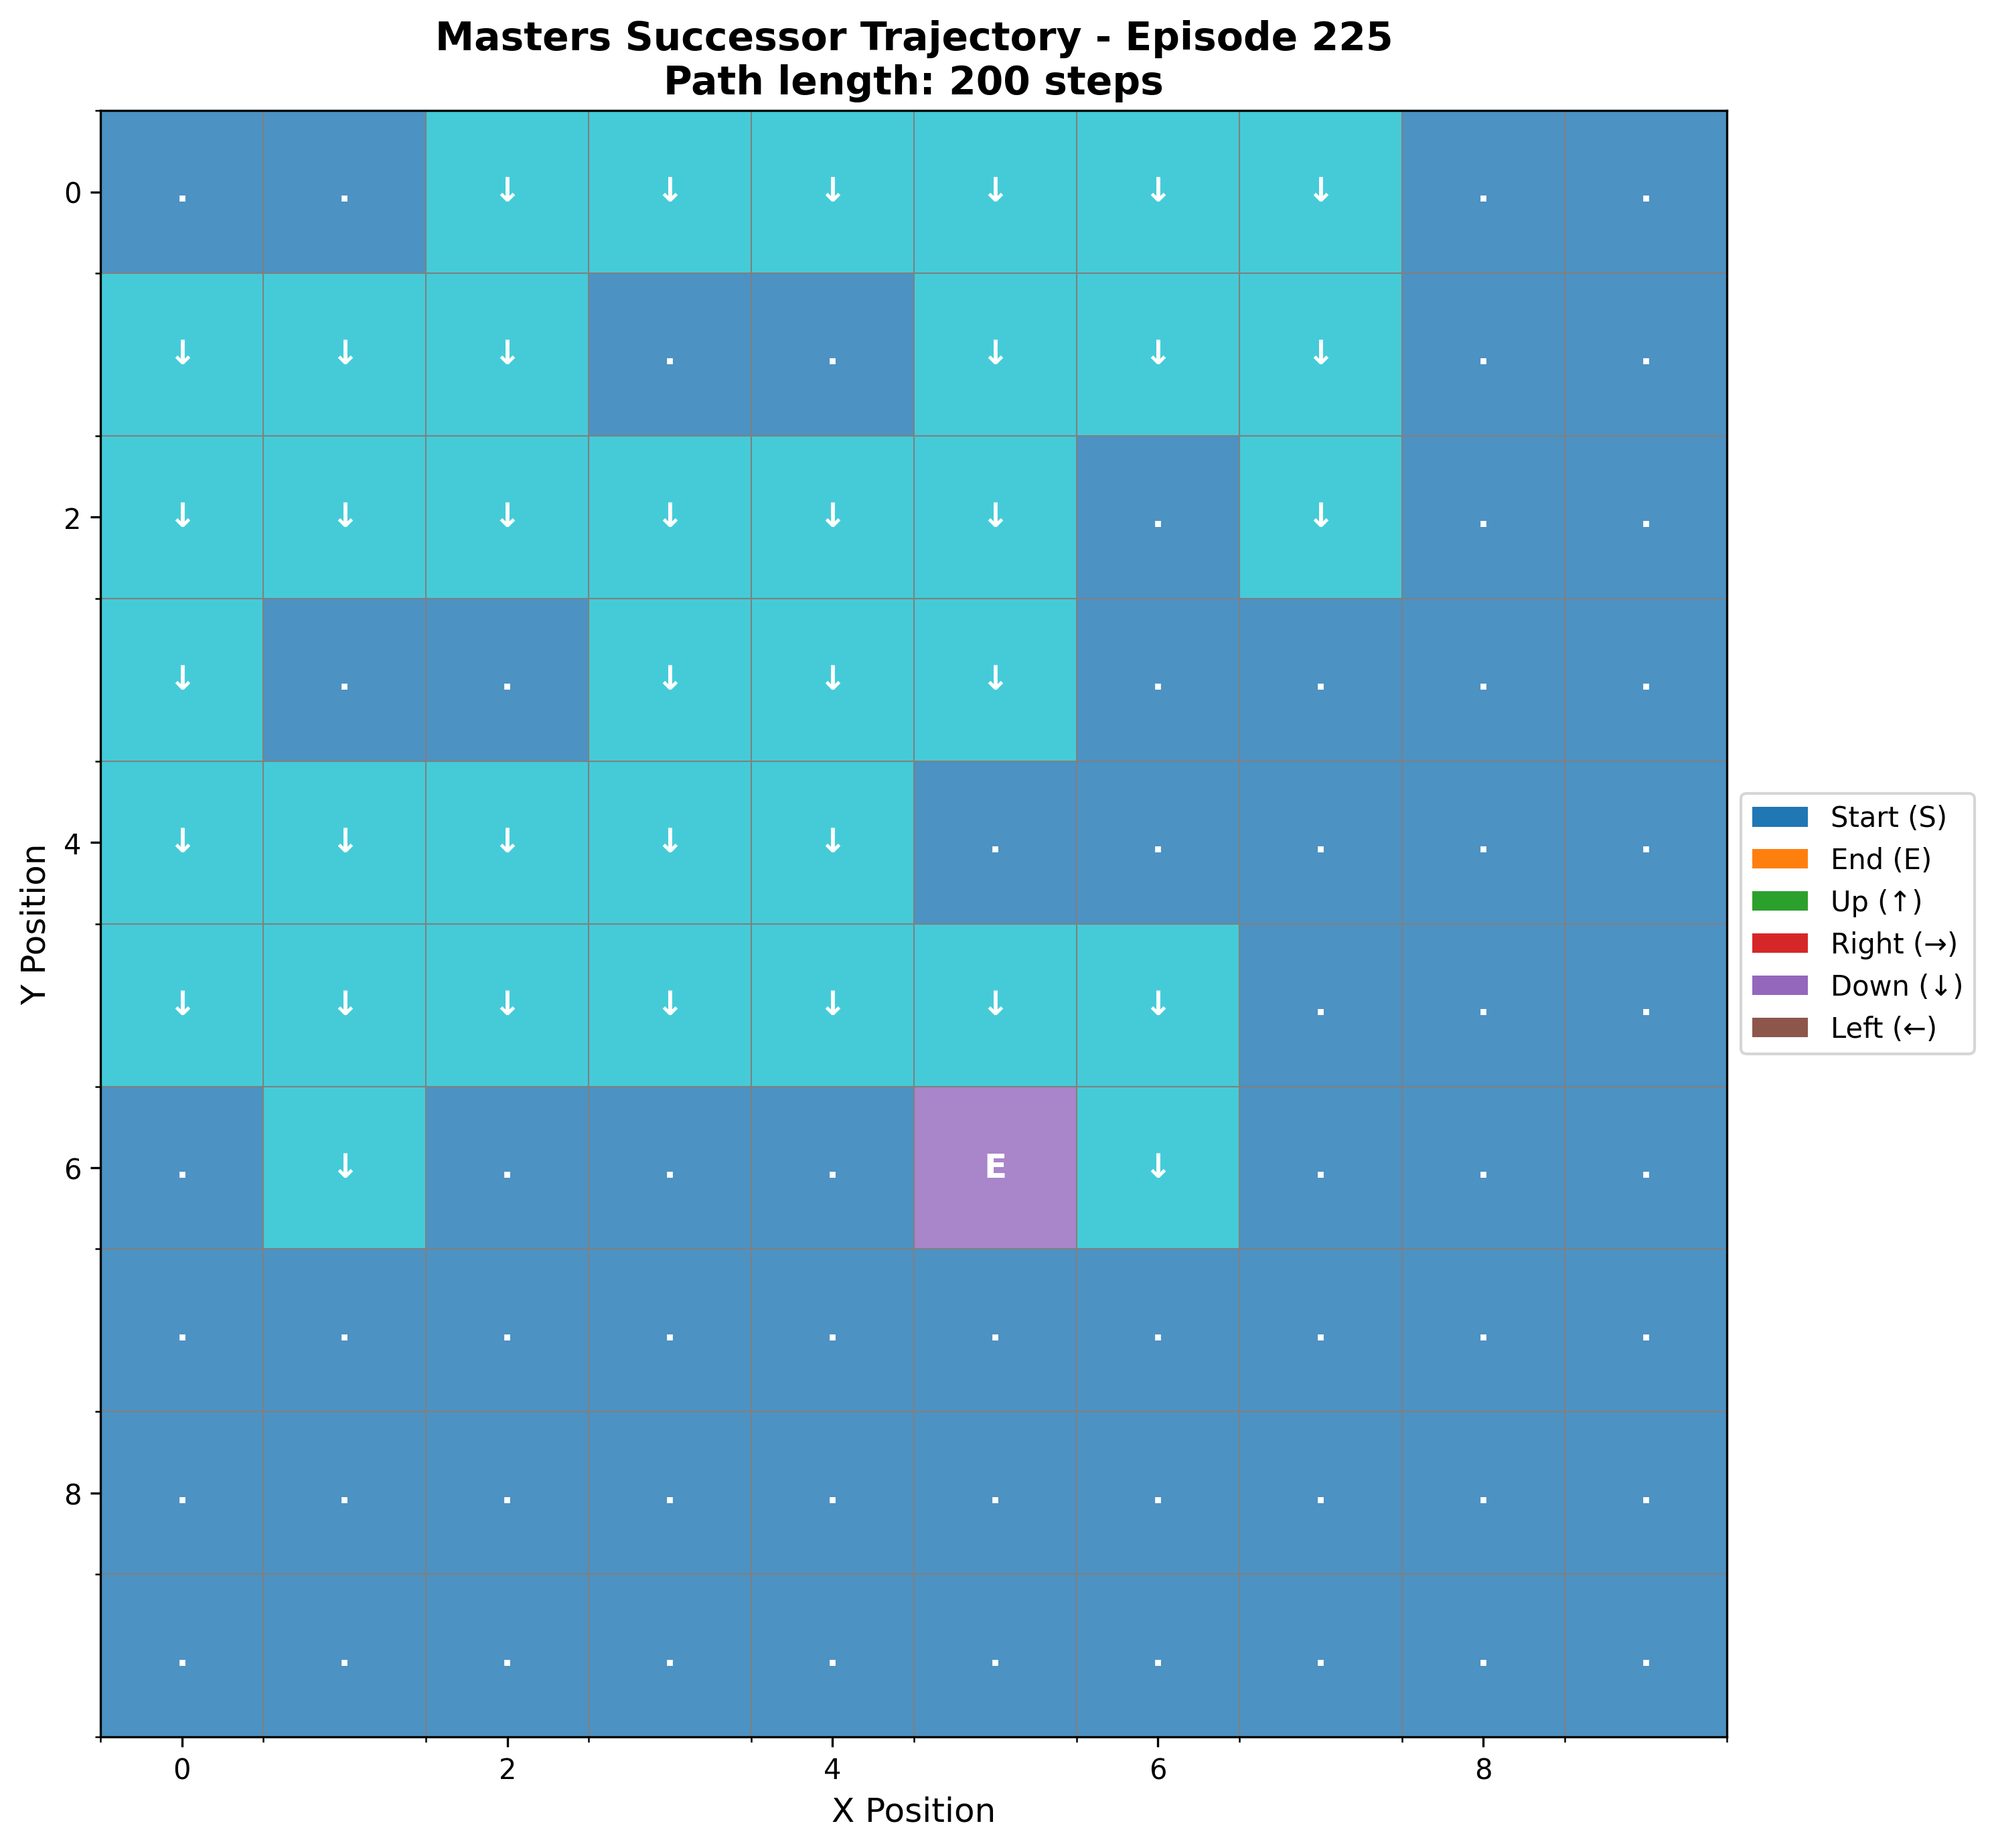 Masters Successor Trajectory - Episode 225
Path length: 200 steps
0 . . ↓ ↓ ↓ ↓ ↓ ↓ . .
↓ ↓ ↓ . . ↓ ↓ ↓ . .
2 ↓ ↓ ↓ ↓ ↓ ↓ . ↓ . .
↓ . . ↓ ↓ ↓ . . . .
4 ↓ ↓ ↓ ↓ ↓ . . . . .
↓ ↓ ↓ ↓ ↓ ↓ ↓ . . .
6 . ↓ . . . E ↓ . . .
. . . . . . . . . .
8 . . . . . . . . . .
. . . . . . . . . .
0 2 4 6 8
X Position
Y Position
Start (S)
End (E)
Up (↑)
Right (→)
Down (↓)
Left (←)